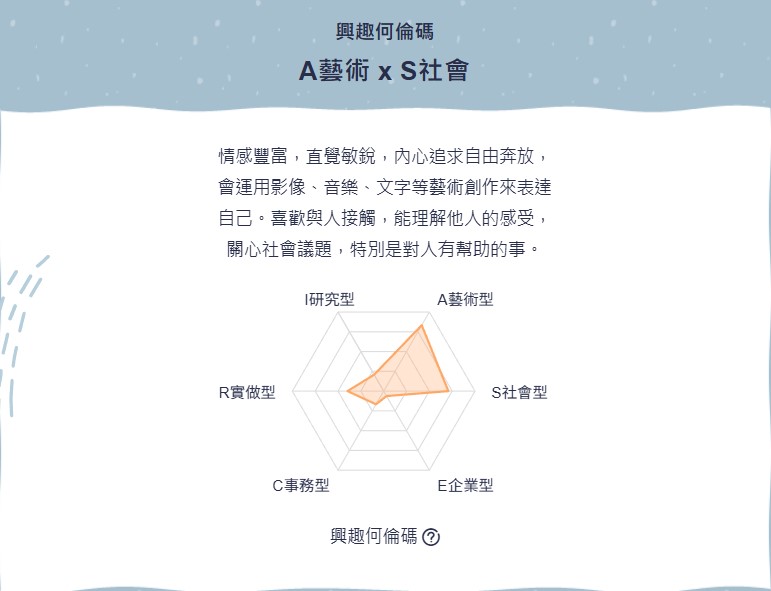 興趣何倫碼
A藝術 x S社會
情感豐富，直覺敏銳，內心追求自由奔放，
會運用影像、音樂、文字等藝術創作來表達
自己。喜歡與人接觸，能理解他人的感受，
關心社會議題，特別是對人有幫助的事。
I研究型
A藝術型
R實做型
S社會型
C事務型
E企業型
興趣何倫碼 ?